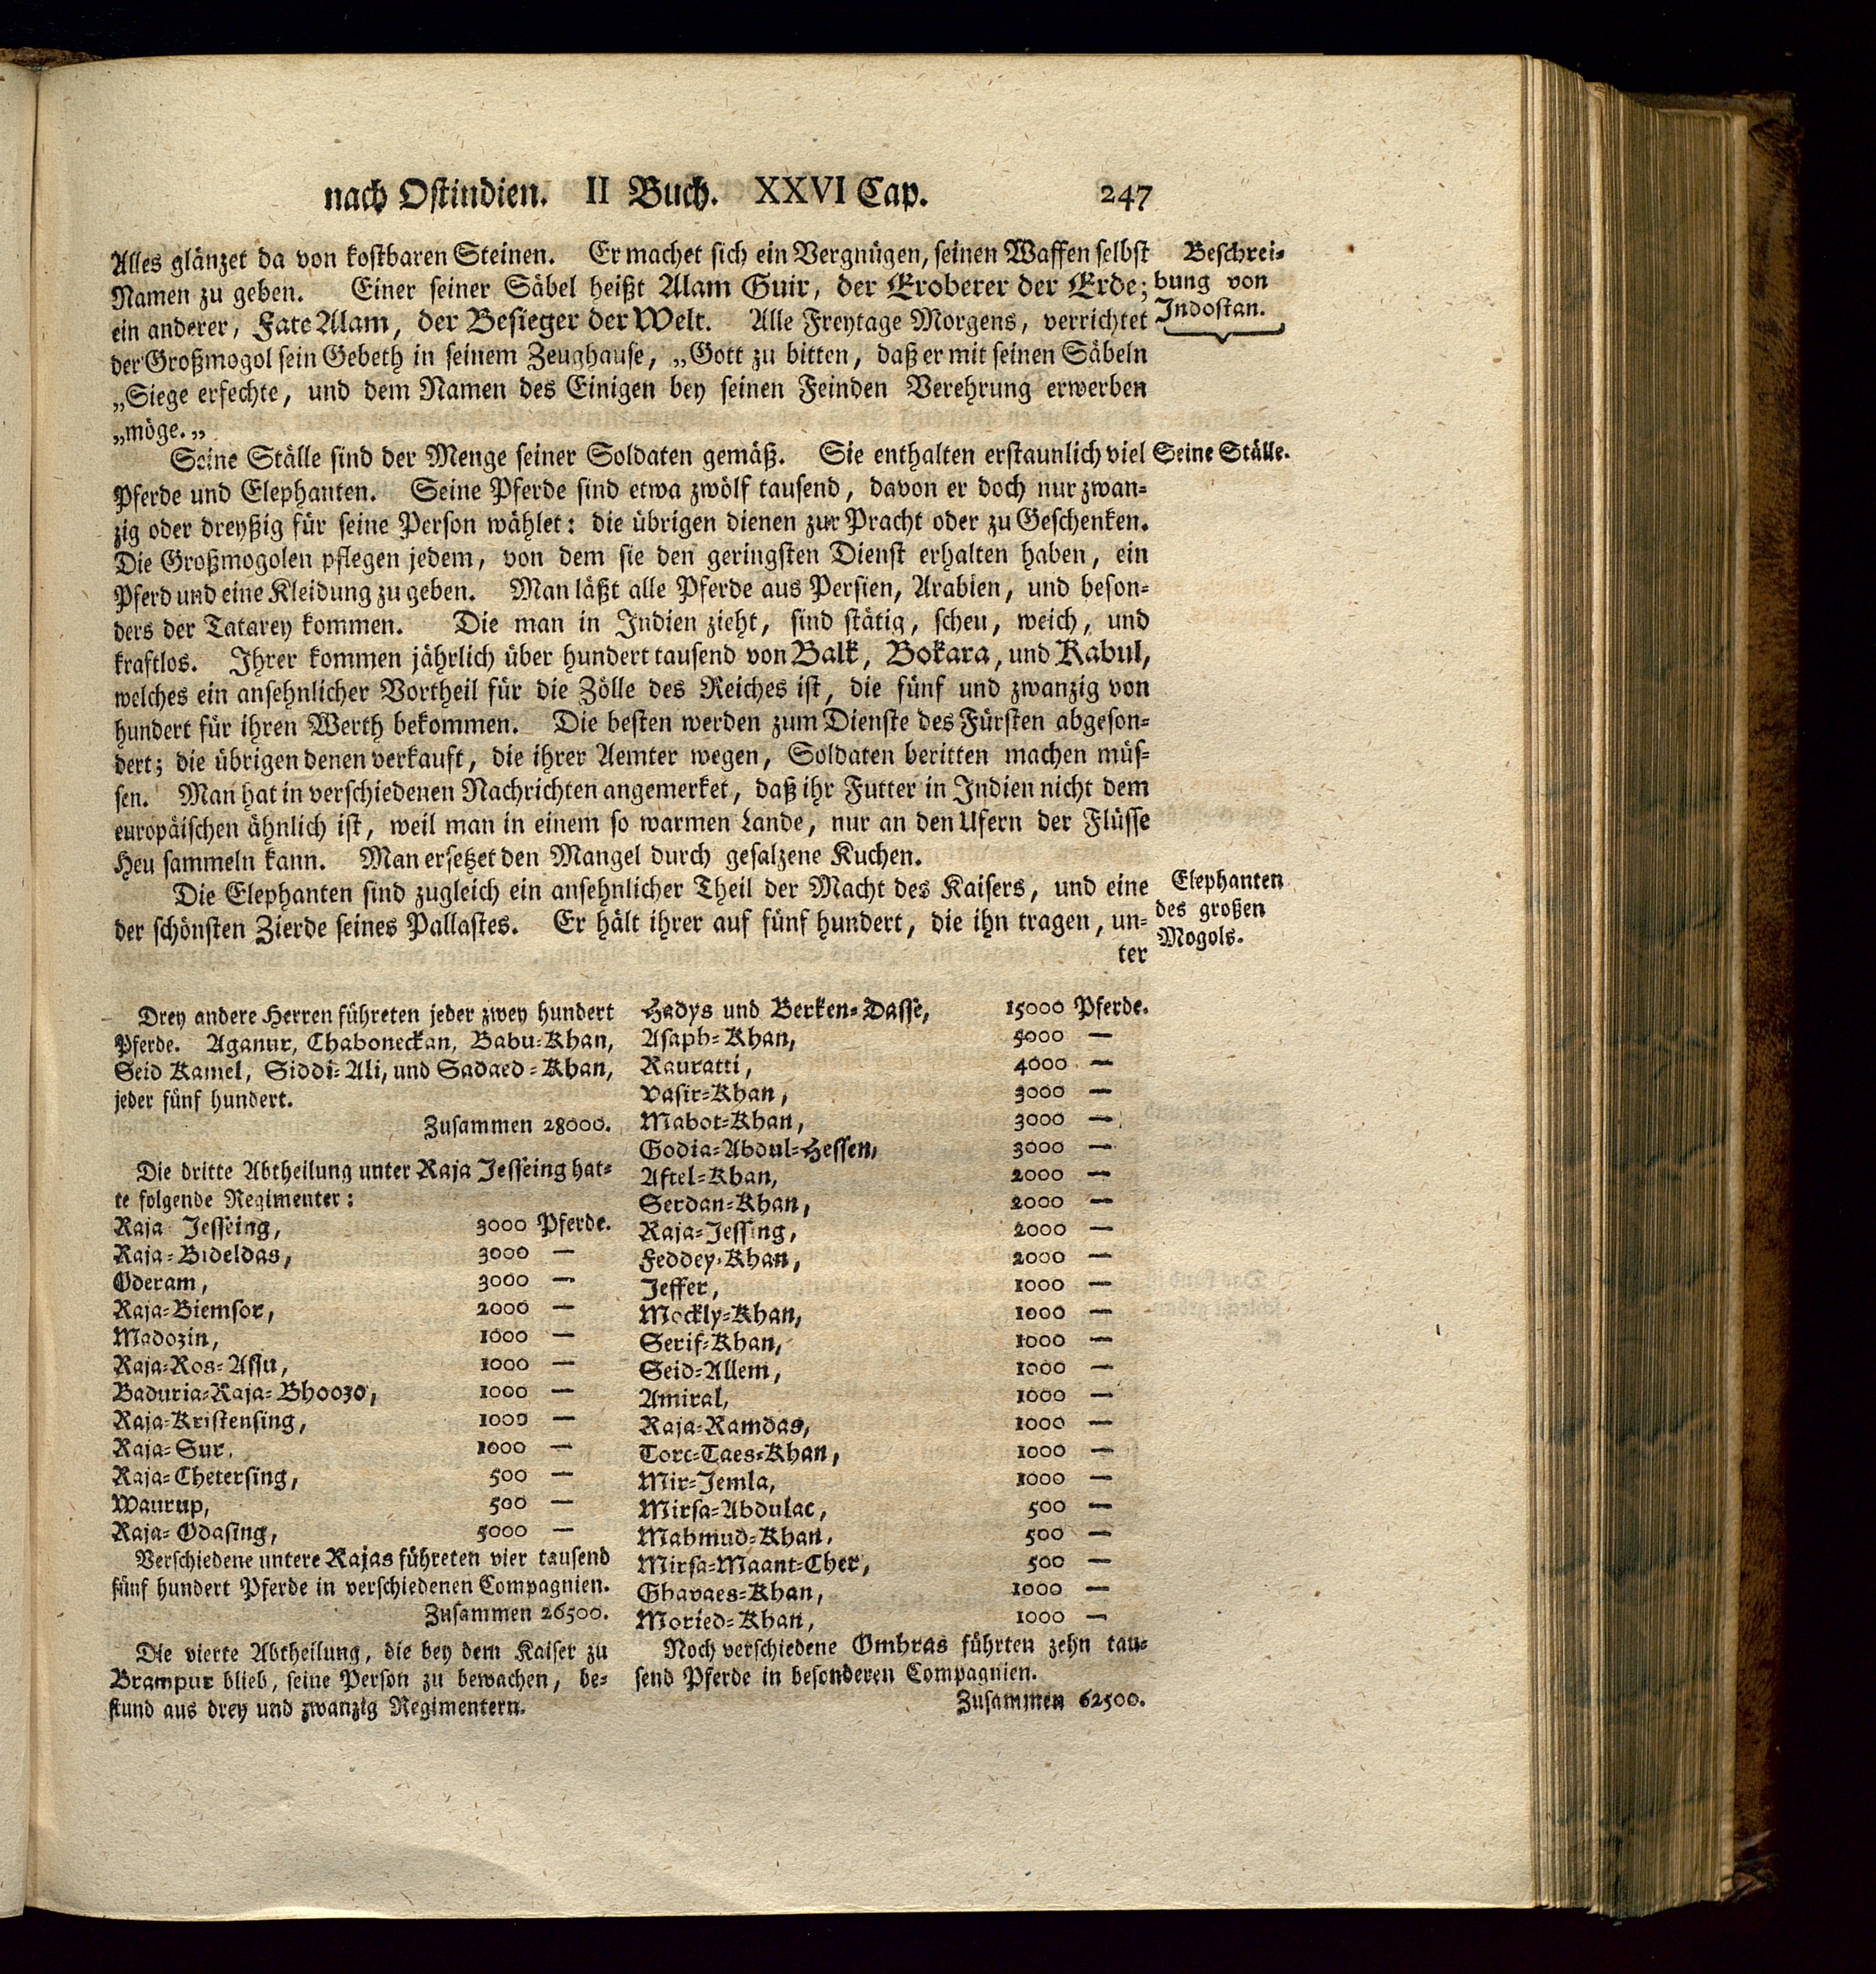 nach Ostindien. II Buch. XXVI Cap. 247
Alles glänzet da von kostbaren Steinen. Er machet sich ein Vergnügen, seinen Waffen selbst
Namen zu geben. Einer seiner Säbel heißt Alam Guir, der Eroberer der Erde;
ein anderer, Fate Alam, der Besieger der Welt. Alle Freytage Morgens, verrichtet
der Großmogol sein Gebeth in seinem Zeughause, „Gott zu bitten, daß er mit seinen Säbeln
„Siege erfechte, und dem Namen des Einigen bey seinen Feinden Verehrung erwerben
„möge.„
Beschrei-
bung von
Indostan.
Seine Ställe sind der Menge seiner Soldaten gemäß. Sie enthalten erstaunlich viel
Seine Ställe.
Pferde und Elephanten. Seine Pferde sind etwa zwölf tausend, davon er doch nur zwan-
zig oder dreyßig für seine Person wählet: die übrigen dienen zur Pracht oder zu Geschenken.
Die Großmogolen pflegen jedem, von dem sie den geringsten Dienst erhalten haben, ein
Pferd und eine Kleidung zu geben. Man läßt alle Pferde aus Persien, Arabien, und beson-
ders der Tatarey kommen. Die man in Indien zieht, sind stätig, scheu, weich, und
kraftlos. Ihrer kommen jährlich über hundert tausend von Balk, Bokara, und Kabul,
welches ein ansehnlicher Vortheil für die Zölle des Reiches ist, die fünf und zwanzig von
hundert für ihren Werth bekommen. Die besten werden zum Dienste des Fürsten abgeson-
dert; die übrigen denen verkauft, die ihrer Aemter wegen, Soldaten beritten machen müs-
sen. Man hat in verschiedenen Nachrichten angemerket, daß ihr Futter in Indien nicht dem
europäischen ähnlich ist, weil man in einem so warmen Lande, nur an den Ufern der Flüsse
Heu sammeln kann. Man ersetzet den Mangel durch gesalzene Kuchen.
Die Elephanten sind zugleich ein ansehnlicher Theil der Macht des Kaisers, und eine
der schönsten Zierde seines Pallastes. Er hält ihrer auf fünf hundert, die ihn tragen, un-
ter
Elephanten
des großen
Mogols.
Drey andere Herren führeten jeder zwey hundert
Pferde. Aganur, Chaboneckan, Babu-Khan,
Seid Kamel, Siddi-Ali, und Sadaed-Khan,
jeder fünf hundert.
Zusammen 28000.
Die dritte Abtheilung unter Raja Jesseing hat-
te folgende Regimenter:
Raja Jesseing, 3000 Pferde.
Raja-Bideldas, 3000 —
Oderam, 3000 —
Raja-Biemsor, 2000 —
Madozin, 1000 —
Raja-Ros-Assu, 1000 —
Baduria-Raja-Bhoozo, 1000 —
Raja-Kristensing, 1000 —
Raja-Sur, 1000 —
Raja-Chetersing, 500 —
Waurup, 500 —
Raja-Odasing, 5000 —
Verschiedene untere Rajas führeten vier tausend
fünf hundert Pferde in verschiedenen Compagnien.
Zusammen 26500.
Die vierte Abtheilung, die bey dem Kaiser zu
Brampur blieb, seine Person zu bewachen, be-
stund aus drey und zwanzig Regimentern.
Hadys und Berken-Dasse, 15000 Pferde.
Asaph-Khan, 5000 —
Rauratti, 4000 —
Vasir-Khan, 3000 —
Mabot-Khan, 3000 —
Godia-Abdul-Hessen, 3000 —
Aftel-Khan, 2000 —
Serdan-Khan, 2000 —
Raja-Jessing, 2000 —
Feddey-Khan, 2000 —
Jeffer, 1000 —
Mockly-Khan, 1000 —
Serif-Khan, 1000 —
Seid-Allem, 1000 —
Amiral, 1000 —
Raja-Ramdas, 1000 —
Torc-Taes-Khan, 1000 —
Mir-Jemla, 1000 —
Mirsa-Abdulac, 500 —
Mahmud-Khan, 500 —
Mirsa-Maant-Cher, 500 —
Ghavaes-Khan, 1000 —
Moried-Khan, 1000 —
Noch verschiedene Ombras führten zehn tau-
send Pferde in besonderen Compagnien.
Zusammen 62500.